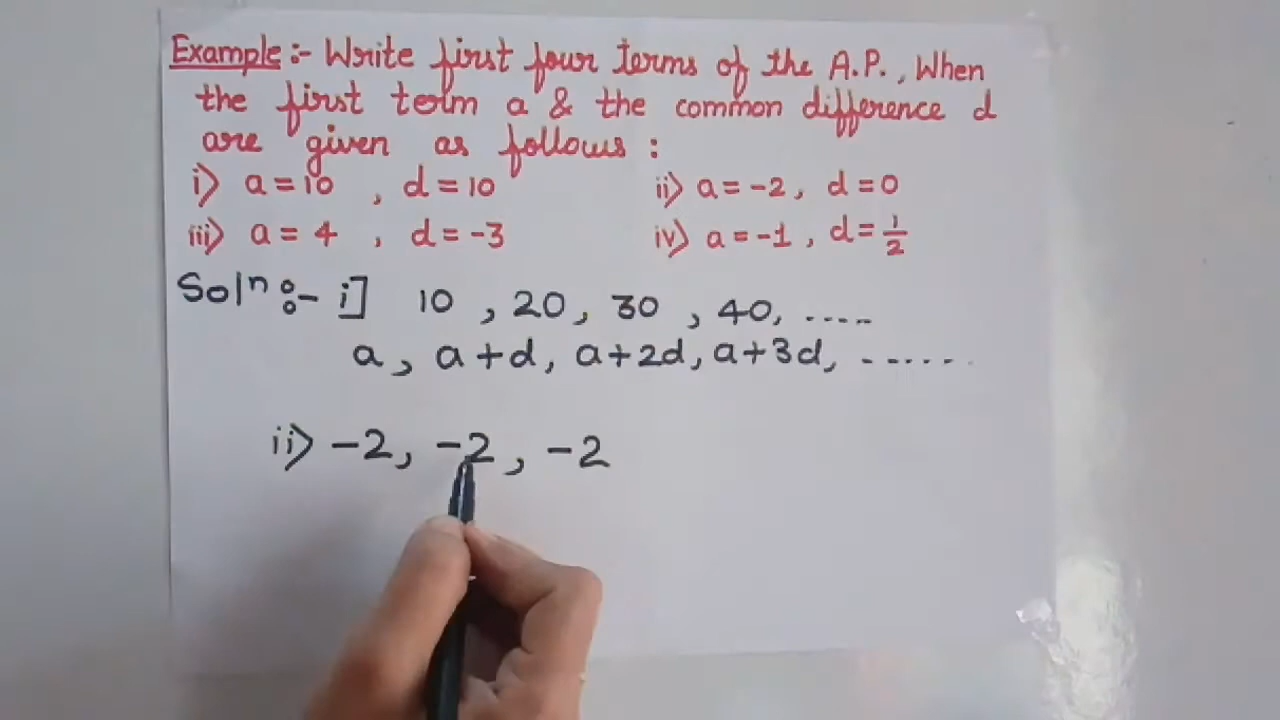 Example :- Write first four terms of the A.P., When
the first term a & the common difference d
are given as follows :
i) a = 10 , d = 10 ii) a = -2, d = 0
iii) a = 4 , d = -3 iv) a = -1, d = 1/2
Solⁿ :- i] 10 , 20, 30 , 40, .....
a, a + d, a + 2d, a + 3d, ......
ii) -2, -2, -2